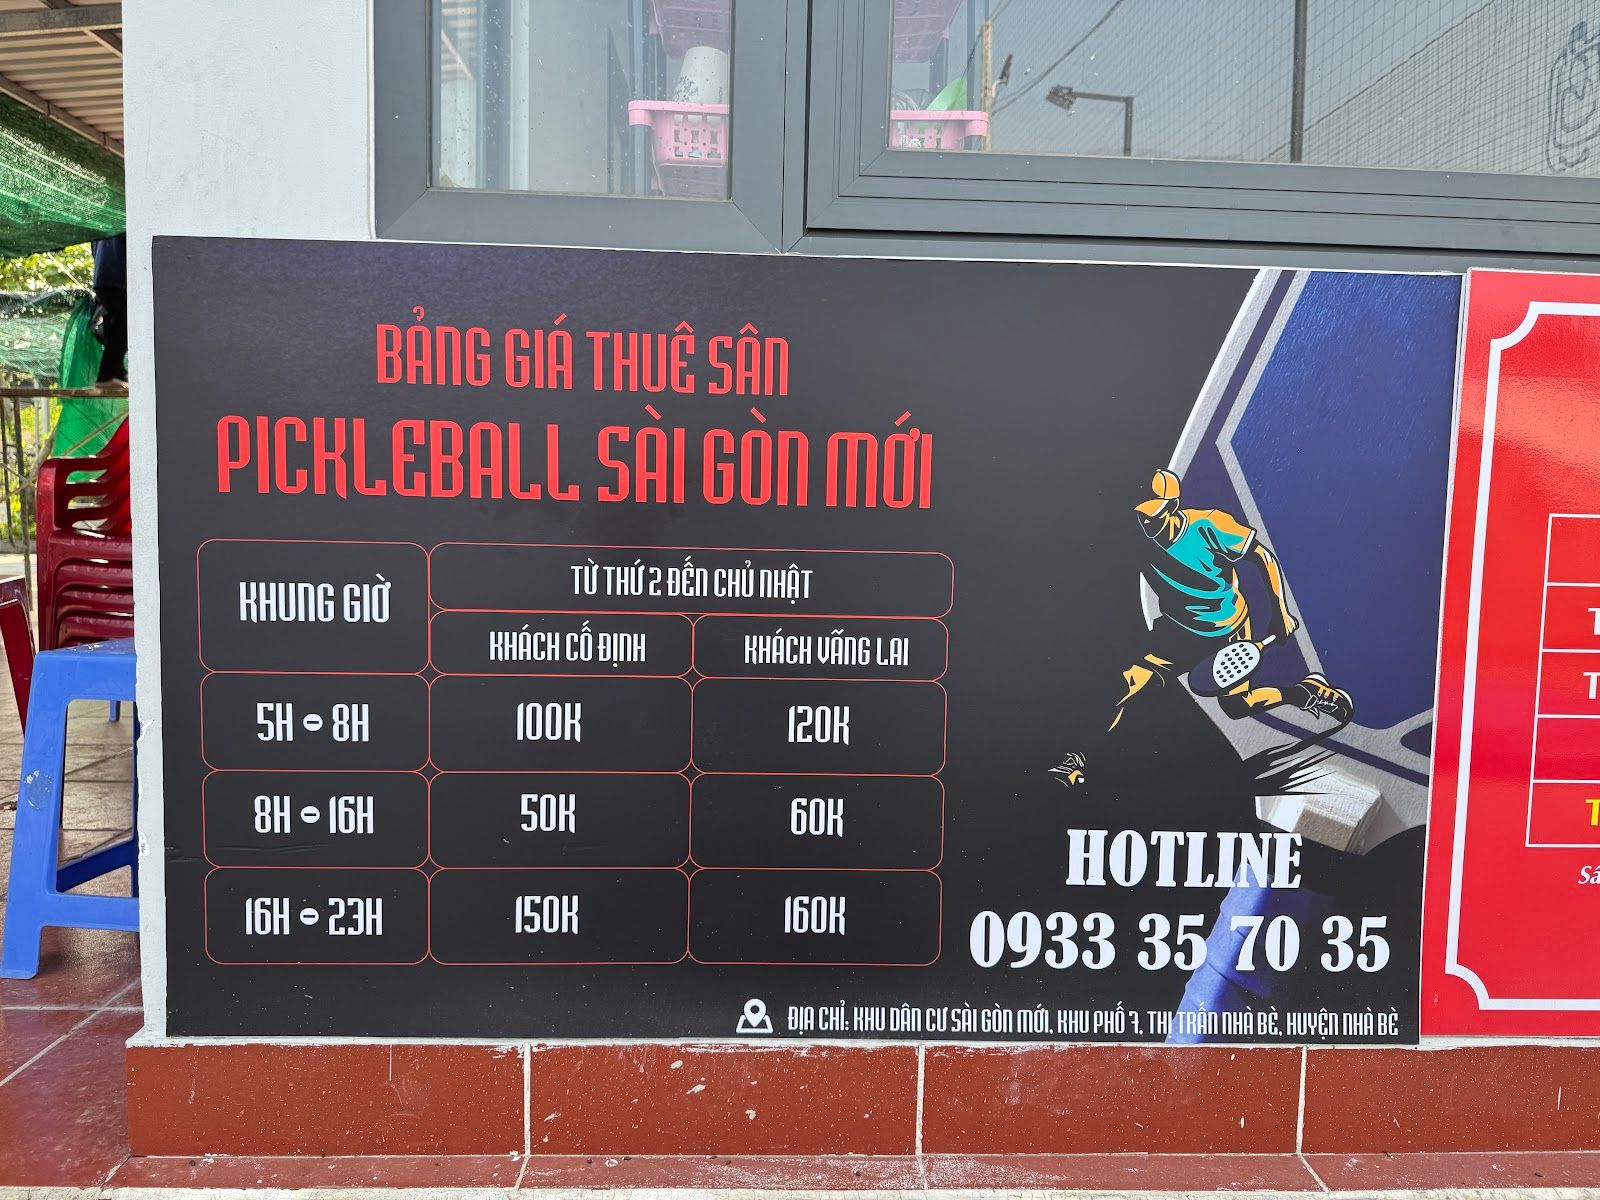 BẢNG GIÁ THUÊ SÂN
PICKLEBALL SÀI GÒN MỚI
KHUNG GIỜ
TỪ THỨ 2 ĐẾN CHỦ NHẬT
KHÁCH CỐ ĐỊNH
KHÁCH VÃNG LAI
5H - 8H
100K
120K
8H - 16H
50K
60K
16H - 23H
150K
160K
HOTLINE
0933 35 70 35
ĐỊA CHỈ: KHU DÂN CƯ SÀI GÒN MỚI, KHU PHỐ 7, THỊ TRẤN NHÀ BÈ, HUYỆN NHÀ BÈ